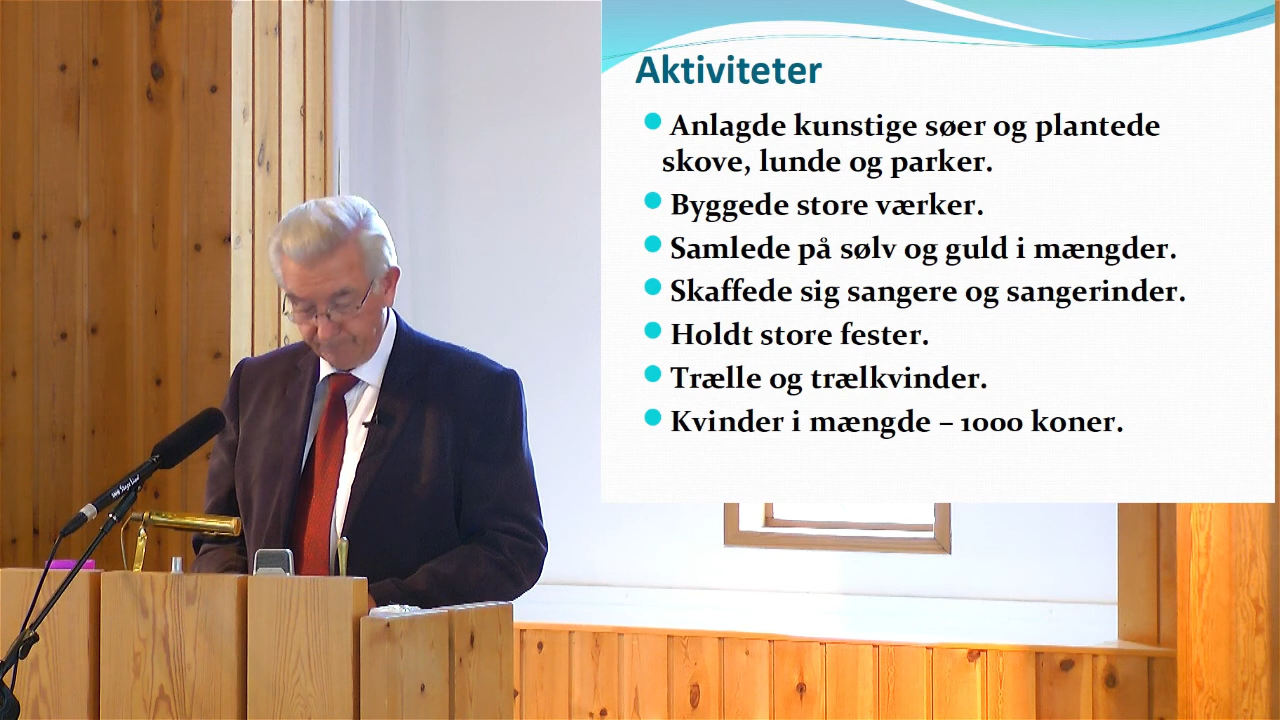 Aktiviteter
Anlagde kunstige søer og plantede
skove, lunde og parker.
Byggede store værker.
Samlede på sølv og guld i mængder.
Skaffede sig sangere og sangerinder.
Holdt store fester.
Trælle og trælkvinder.
Kvinder i mængde – 1000 koner.